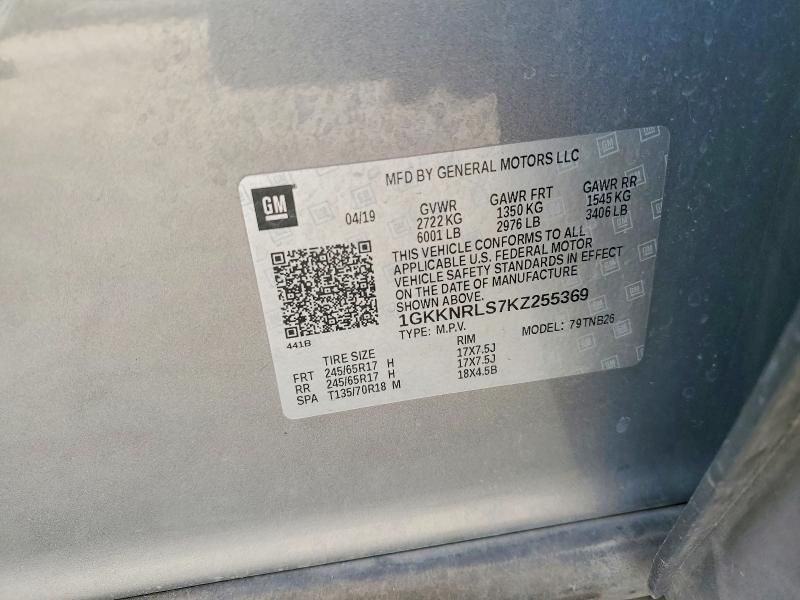 MFD BY GENERAL MOTORS LLC
GM
04/19
GVWR
2722 KG
6001 LB
GAWR FRT
1350 KG
2976 LB
GAWR RR
1545 KG
3406 LB
THIS VEHICLE CONFORMS TO ALL
APPLICABLE U.S. FEDERAL MOTOR
VEHICLE SAFETY STANDARDS IN EFFECT
ON THE DATE OF MANUFACTURE
SHOWN ABOVE.
1GKKNRLS7KZ255369
TYPE: M.P.V. MODEL: 79TNB26
441B
TIRE SIZE RIM
FRT 245/65R17 H 17X7.5J
RR 245/65R17 H 17X7.5J
SPA T135/70R18 M 18X4.5B